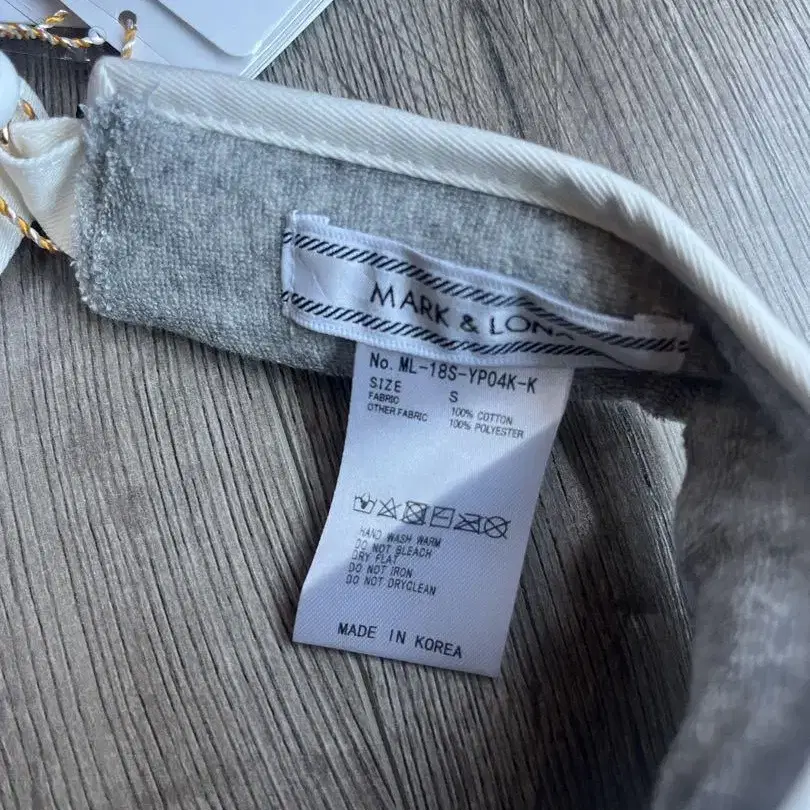 MARK & LONA
No. ML-18S-YP04K-K
SIZE S
FABRIC 100% COTTON
OTHER FABRIC 100% POLYESTER
HAND WASH WARM
DO NOT BLEACH
DRY FLAT
DO NOT IRON
DO NOT DRYCLEAN
MADE IN KOREA